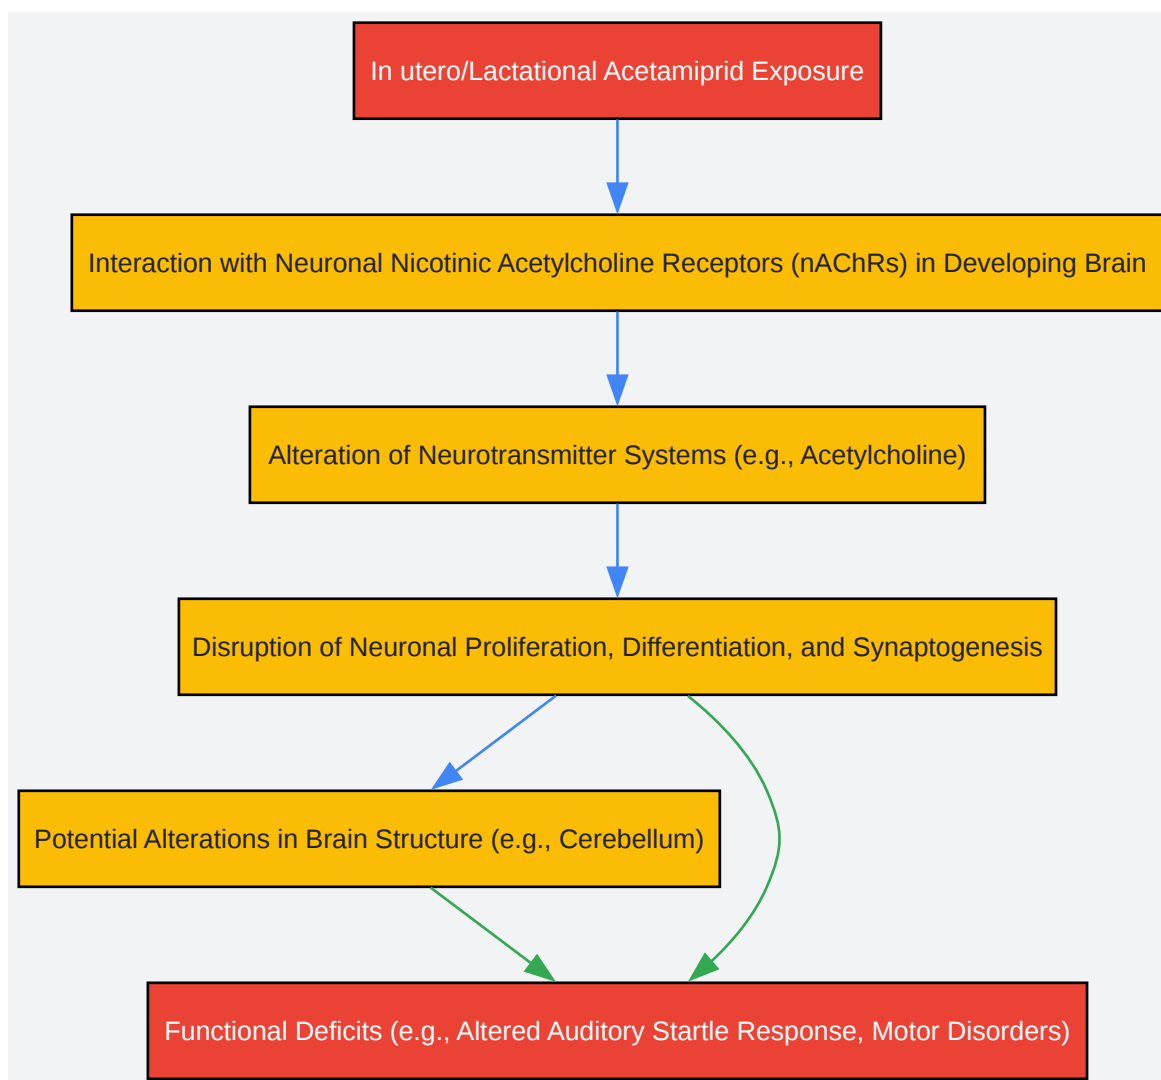 In utero/Lactational Acetamiprid Exposure
Interaction with Neuronal Nicotinic Acetylcholine Receptors (nAChRs) in Developing Brain
Alteration of Neurotransmitter Systems (e.g., Acetylcholine)
Disruption of Neuronal Proliferation, Differentiation, and Synaptogenesis
Potential Alterations in Brain Structure (e.g., Cerebellum)
Functional Deficits (e.g., Altered Auditory Startle Response, Motor Disorders)